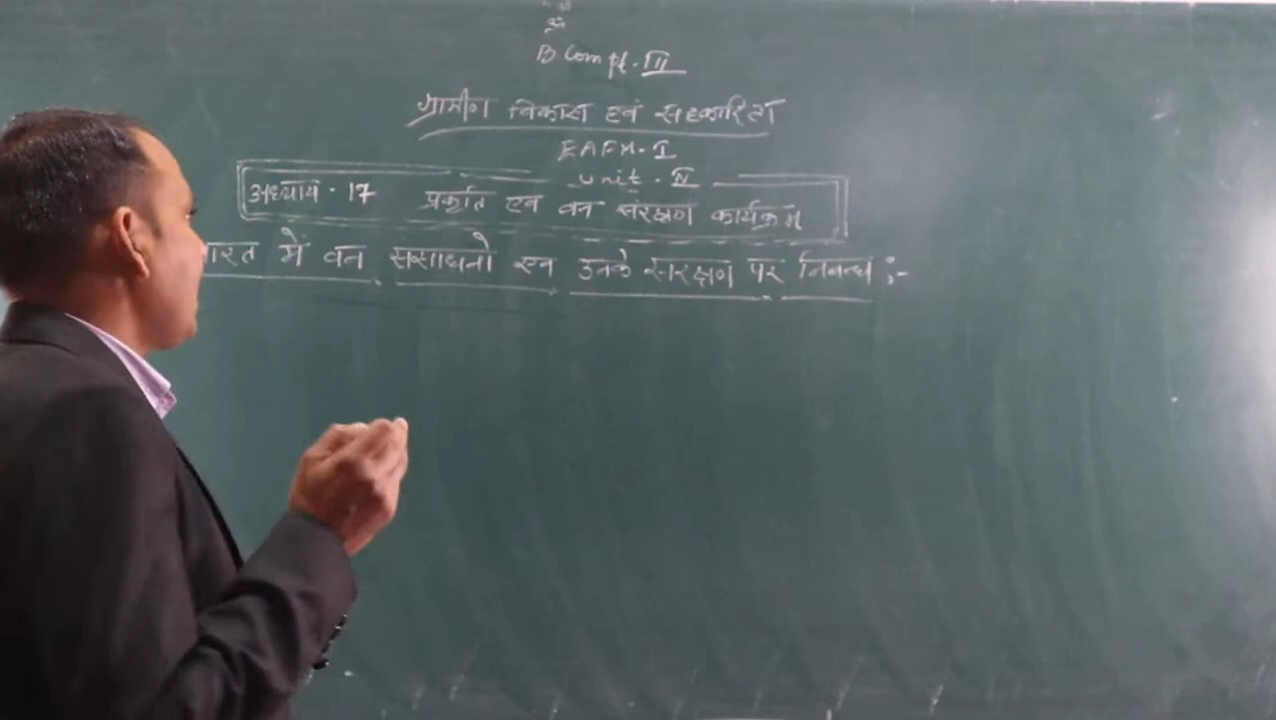 ॐ
B Com pt. III
ग्रामीण विकास एवं सहकारिता
EAFM-I
Unit-IV
अध्याय-17 प्रकृति एवं वन संरक्षण कार्यक्रम
ारत में वन संसाधनो एवं उनके संरक्षण पर निबन्ध :-